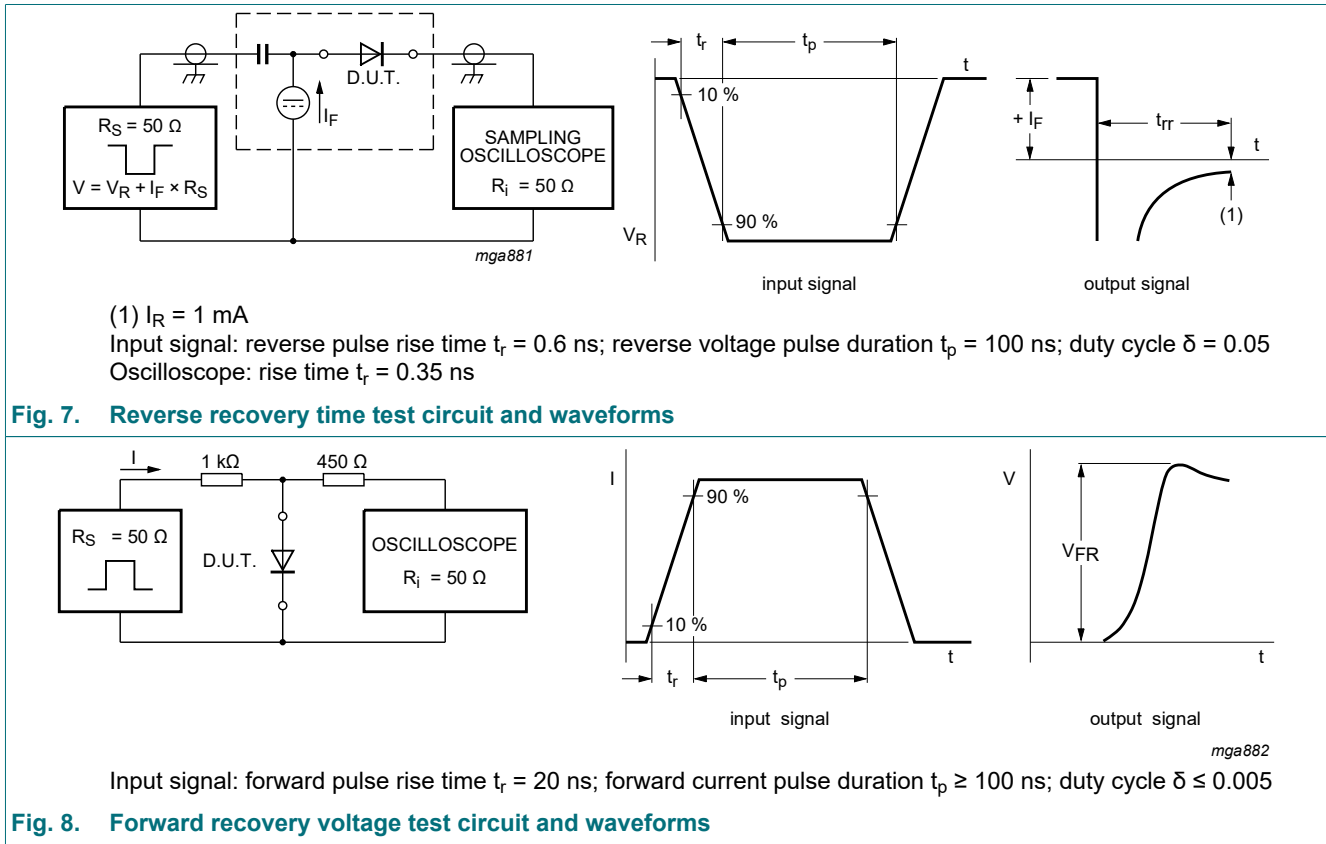 D.U.T.
I_F
R_S = 50 Ω
V = V_R + I_F × R_S
SAMPLING
OSCILLOSCOPE
R_i = 50 Ω
mga881
t_r
t_p
t
10 %
90 %
V_R
input signal
+ I_F
t_rr
t
(1)
output signal
(1) I_R = 1 mA
Input signal: reverse pulse rise time t_r = 0.6 ns; reverse voltage pulse duration t_p = 100 ns; duty cycle δ = 0.05
Oscilloscope: rise time t_r = 0.35 ns
Fig. 7. Reverse recovery time test circuit and waveforms
I
1 kΩ
450 Ω
R_S = 50 Ω
D.U.T.
OSCILLOSCOPE
R_i = 50 Ω
I
90 %
10 %
t
t_r
t_p
input signal
V
V_FR
t
output signal
mga882
Input signal: forward pulse rise time t_r = 20 ns; forward current pulse duration t_p ≥ 100 ns; duty cycle δ ≤ 0.005
Fig. 8. Forward recovery voltage test circuit and waveforms